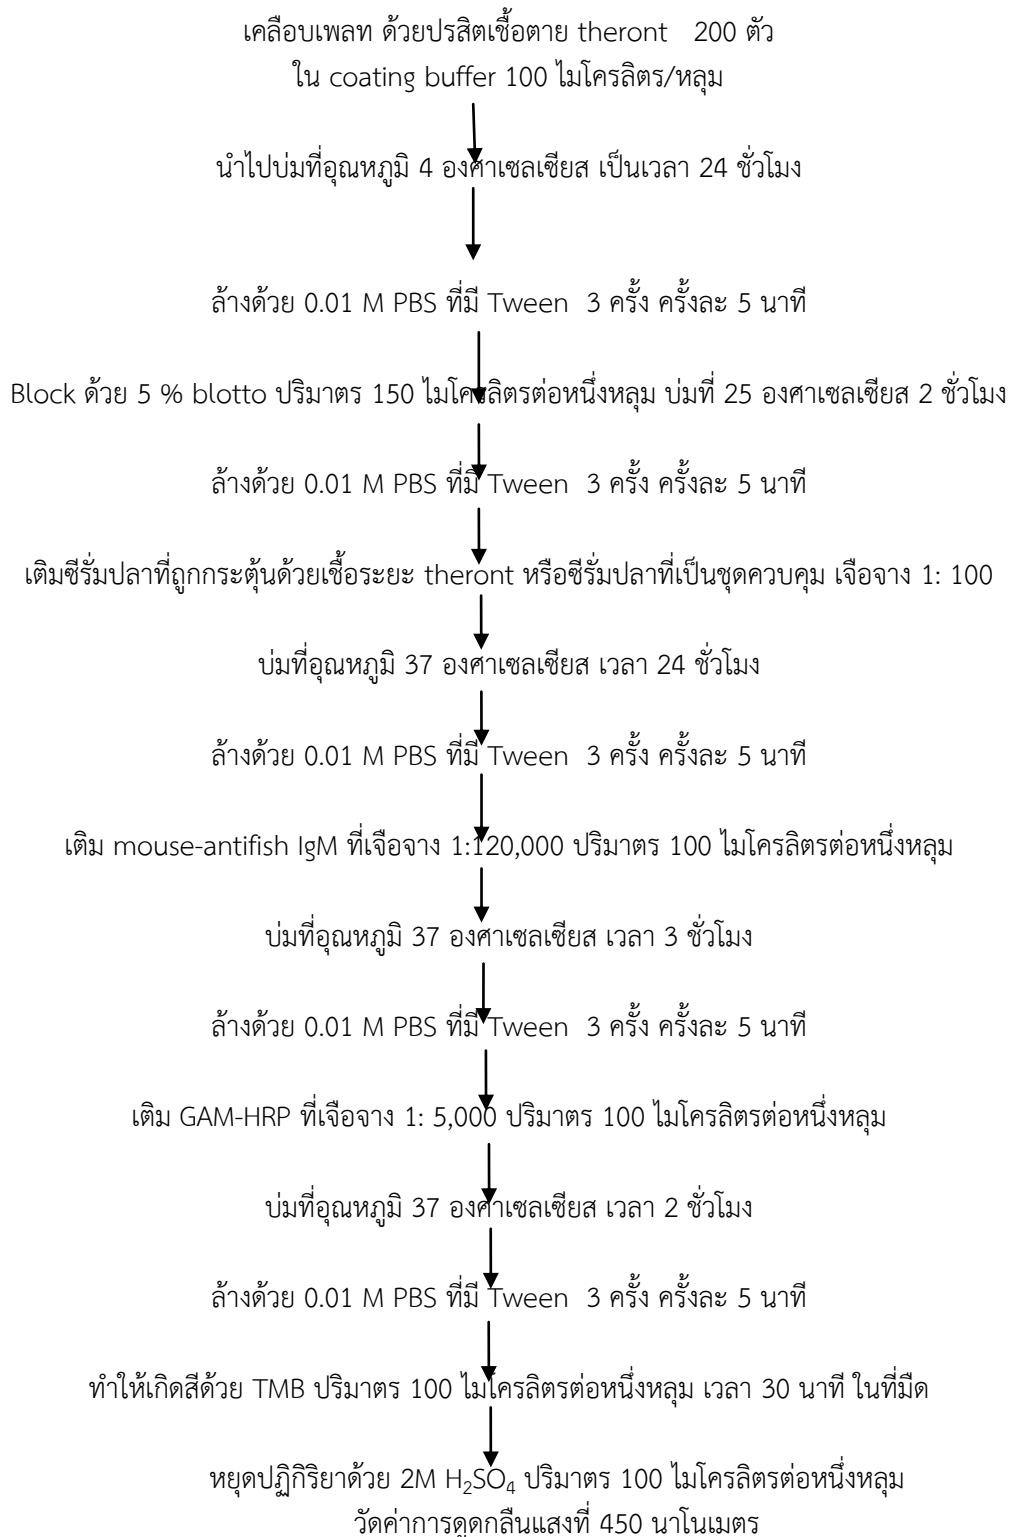 เคลือบเพลท ด้วยปรสิตเชื้อตาย theront 200 ตัว
ใน coating buffer 100 ไมโครลิตร/หลุม
นำไปบ่มที่อุณหภูมิ 4 องศาเซลเซียส เป็นเวลา 24 ชั่วโมง
ล้างด้วย 0.01 M PBS ที่มี Tween 3 ครั้ง ครั้งละ 5 นาที
Block ด้วย 5 % blotto ปริมาตร 150 ไมโครลิตรต่อหนึ่งหลุม บ่มที่ 25 องศาเซลเซียส 2 ชั่วโมง
ล้างด้วย 0.01 M PBS ที่มี Tween 3 ครั้ง ครั้งละ 5 นาที
เติมซีรั่มปลาที่ถูกกระตุ้นด้วยเชื้อระยะ theront หรือซีรั่มปลาที่เป็นชุดควบคุม เจือจาง 1: 100
บ่มที่อุณหภูมิ 37 องศาเซลเซียส เวลา 24 ชั่วโมง
ล้างด้วย 0.01 M PBS ที่มี Tween 3 ครั้ง ครั้งละ 5 นาที
เติม mouse-antifish IgM ที่เจือจาง 1:120,000 ปริมาตร 100 ไมโครลิตรต่อหนึ่งหลุม
บ่มที่อุณหภูมิ 37 องศาเซลเซียส เวลา 3 ชั่วโมง
ล้างด้วย 0.01 M PBS ที่มี Tween 3 ครั้ง ครั้งละ 5 นาที
เติม GAM-HRP ที่เจือจาง 1: 5,000 ปริมาตร 100 ไมโครลิตรต่อหนึ่งหลุม
บ่มที่อุณหภูมิ 37 องศาเซลเซียส เวลา 2 ชั่วโมง
ล้างด้วย 0.01 M PBS ที่มี Tween 3 ครั้ง ครั้งละ 5 นาที
ทำให้เกิดสีด้วย TMB ปริมาตร 100 ไมโครลิตรต่อหนึ่งหลุม เวลา 30 นาที ในที่มืด
หยุดปฏิกิริยาด้วย 2M H₂SO₄ ปริมาตร 100 ไมโครลิตรต่อหนึ่งหลุม
วัดค่าการดูดกลืนแสงที่ 450 นาโนเมตร